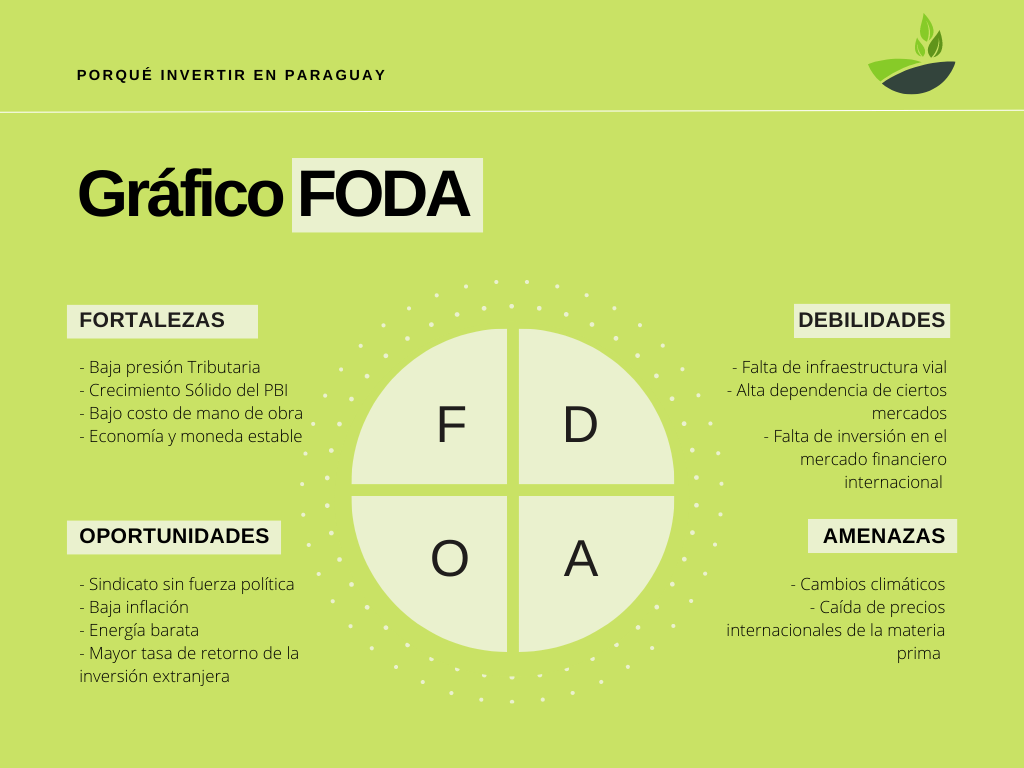 PORQUÉ INVERTIR EN PARAGUAY
Gráfico FODA
FORTALEZAS
- Baja presión Tributaria
- Crecimiento Sólido del PBI
- Bajo costo de mano de obra
- Economía y moneda estable
DEBILIDADES
- Falta de infraestructura vial
- Alta dependencia de ciertos
mercados
- Falta de inversión en el
mercado financiero
internacional
F
D
O
A
OPORTUNIDADES
- Sindicato sin fuerza política
- Baja inflación
- Energía barata
- Mayor tasa de retorno de la
inversión extranjera
AMENAZAS
- Cambios climáticos
- Caída de precios
internacionales de la materia
prima